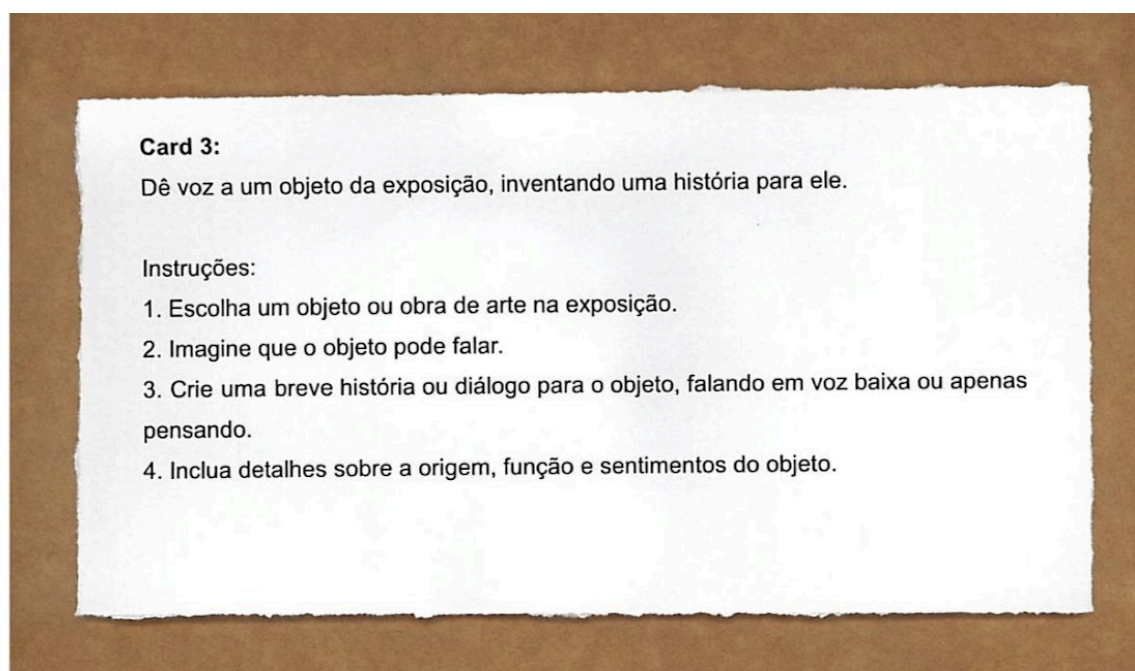 Card 3:
Dê voz a um objeto da exposição, inventando uma história para ele.
Instruções:
1. Escolha um objeto ou obra de arte na exposição.
2. Imagine que o objeto pode falar.
3. Crie uma breve história ou diálogo para o objeto, falando em voz baixa ou apenas
pensando.
4. Inclua detalhes sobre a origem, função e sentimentos do objeto.